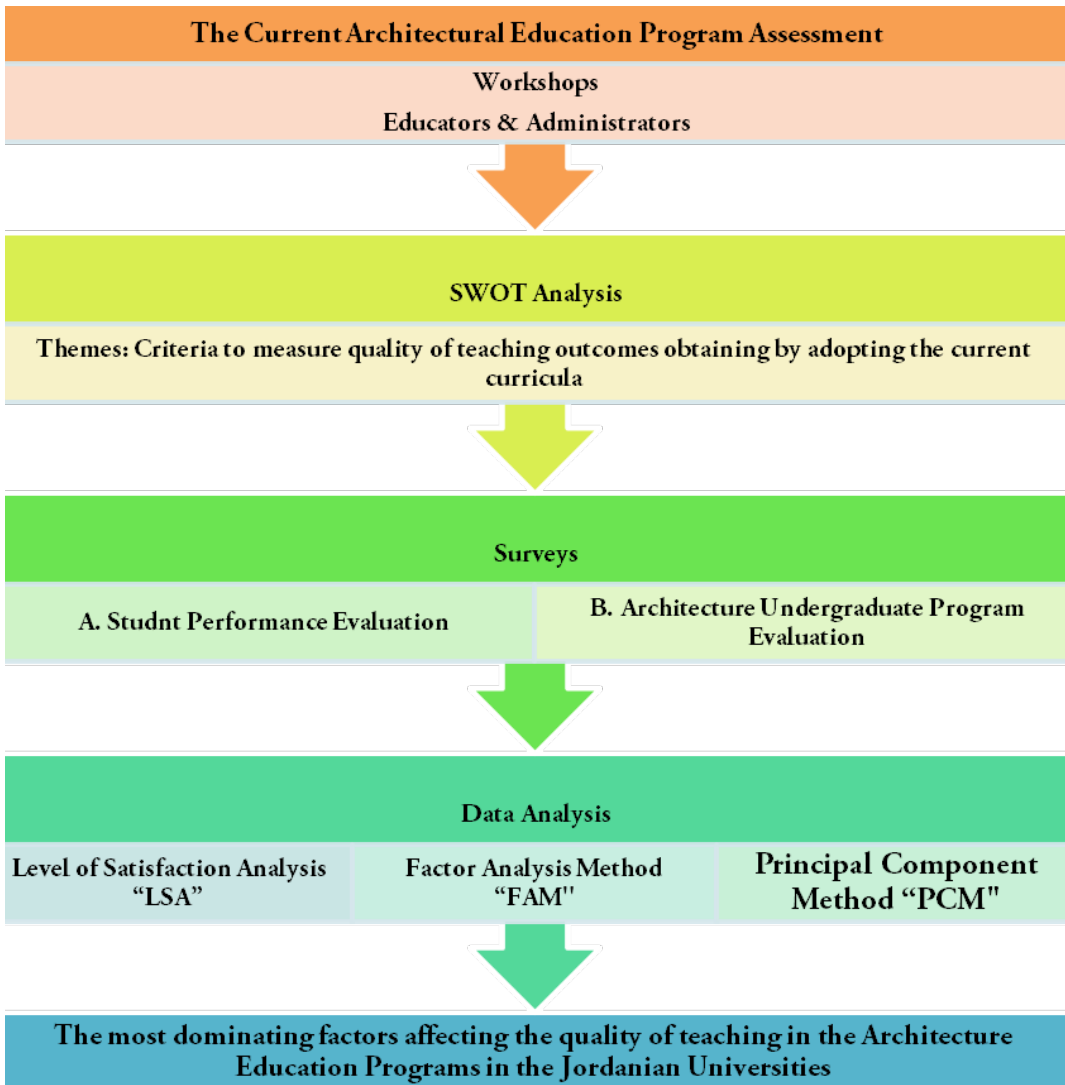 The Current Architectural Education Program Assessment
Workshops
Educators & Administrators
SWOT Analysis
Themes: Criteria to measure quality of teaching outcomes obtaining by adopting the current
curricula
Surveys
A. Studnt Performance Evaluation
B. Architecture Undergraduate Program
Evaluation
Data Analysis
Level of Satisfaction Analysis
“LSA”
Factor Analysis Method
“FAM"
Principal Component
Method “PCM"
The most dominating factors affecting the quality of teaching in the Architecture
Education Programs in the Jordanian Universities